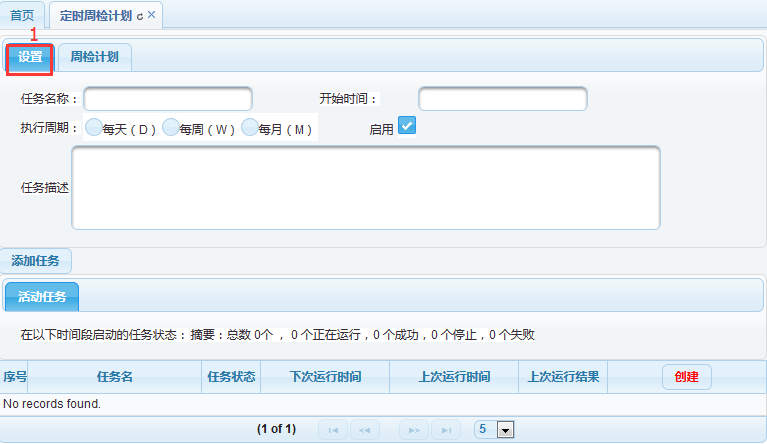 首页 定时周检计划
1
设置 周检计划
任务名称： 开始时间：
执行周期： 每天（D） 每周（W） 每月（M） 启用
任务描述
添加任务
活动任务
在以下时间段启动的任务状态：摘要：总数 0个 ， 0 个正在运行，0 个成功，0 个停止，0 个失败
序号 任务名 任务状态 下次运行时间 上次运行时间 上次运行结果 创建
No records found.
(1 of 1) 5